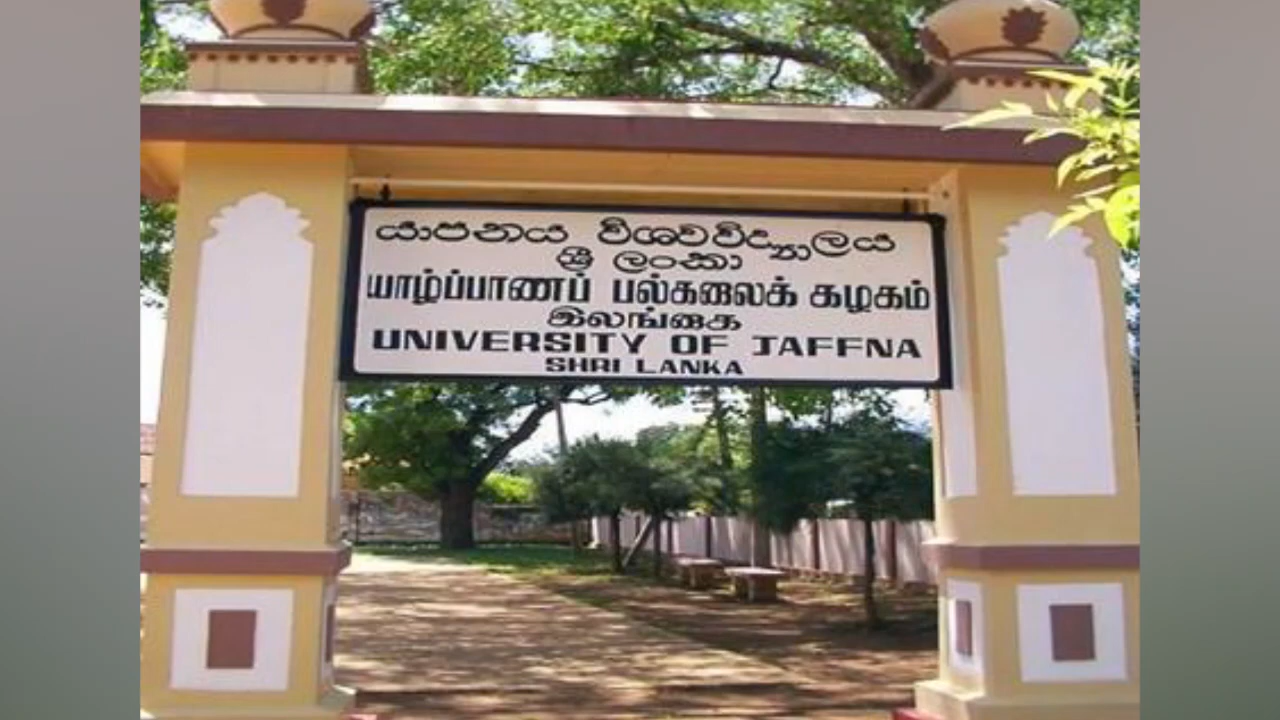 යාපනය විශ්වවිද්‍යාලය
ශ්‍රී ලංකා
யாழ்ப்பாணப் பல்கலைக் கழகம்
இலங்கை
UNIVERSITY OF JAFFNA
SHRI LANKA